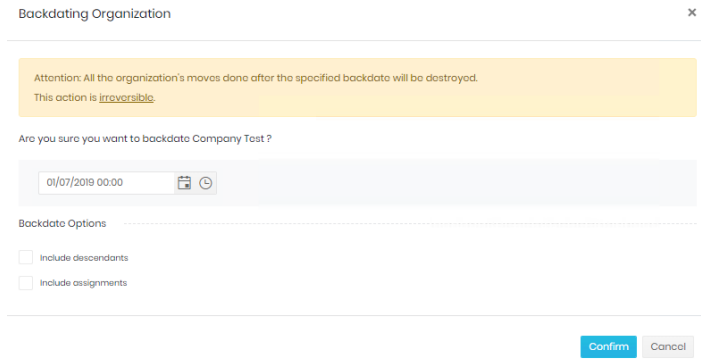 Backdating Organization
Attention: All the organization's moves done after the specified backdate will be destroyed.
This action is irreversible.
Are you sure you want to backdate Company Test ?
01/07/2019 00:00
Backdate Options
Include descendants
Include assignments
Confirm Cancel